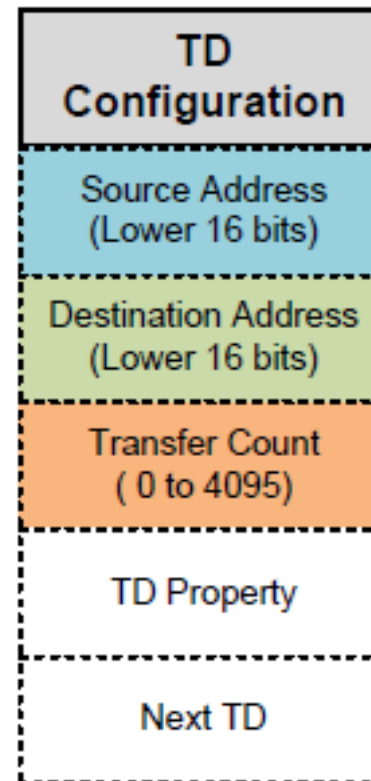 TD
Configuration
Source Address
(Lower 16 bits)
Destination Address
(Lower 16 bits)
Transfer Count
( 0 to 4095)
TD Property
Next TD